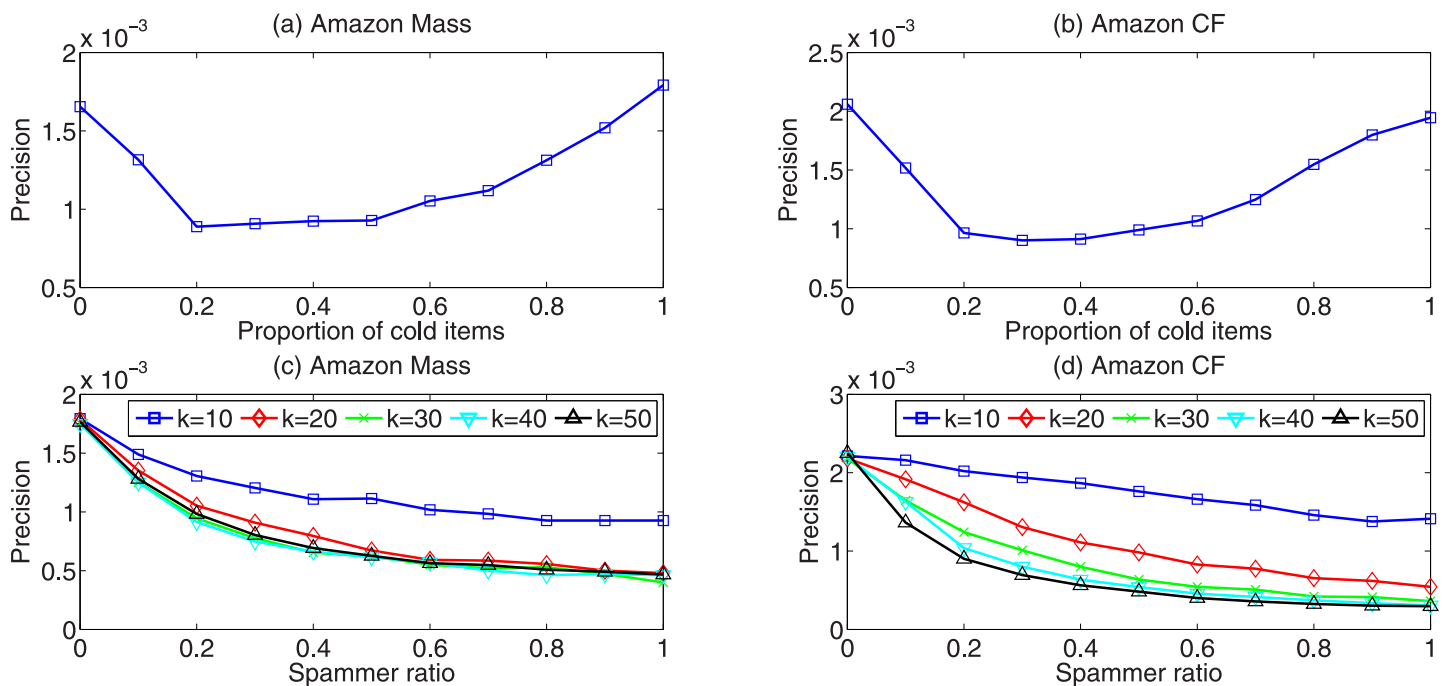 (a) Amazon Mass
x 10⁻³
2
1.5
1
0.5
Precision
0 0.2 0.4 0.6 0.8 1
Proportion of cold items
(b) Amazon CF
x 10⁻³
2.5
2
1.5
1
0.5
Precision
0 0.2 0.4 0.6 0.8 1
Proportion of cold items
(c) Amazon Mass
x 10⁻³
2
1.5
1
0.5
0
Precision
k=10 k=20 k=30 k=40 k=50
0 0.2 0.4 0.6 0.8 1
Spammer ratio
(d) Amazon CF
x 10⁻³
3
2
1
0
Precision
k=10 k=20 k=30 k=40 k=50
0 0.2 0.4 0.6 0.8 1
Spammer ratio